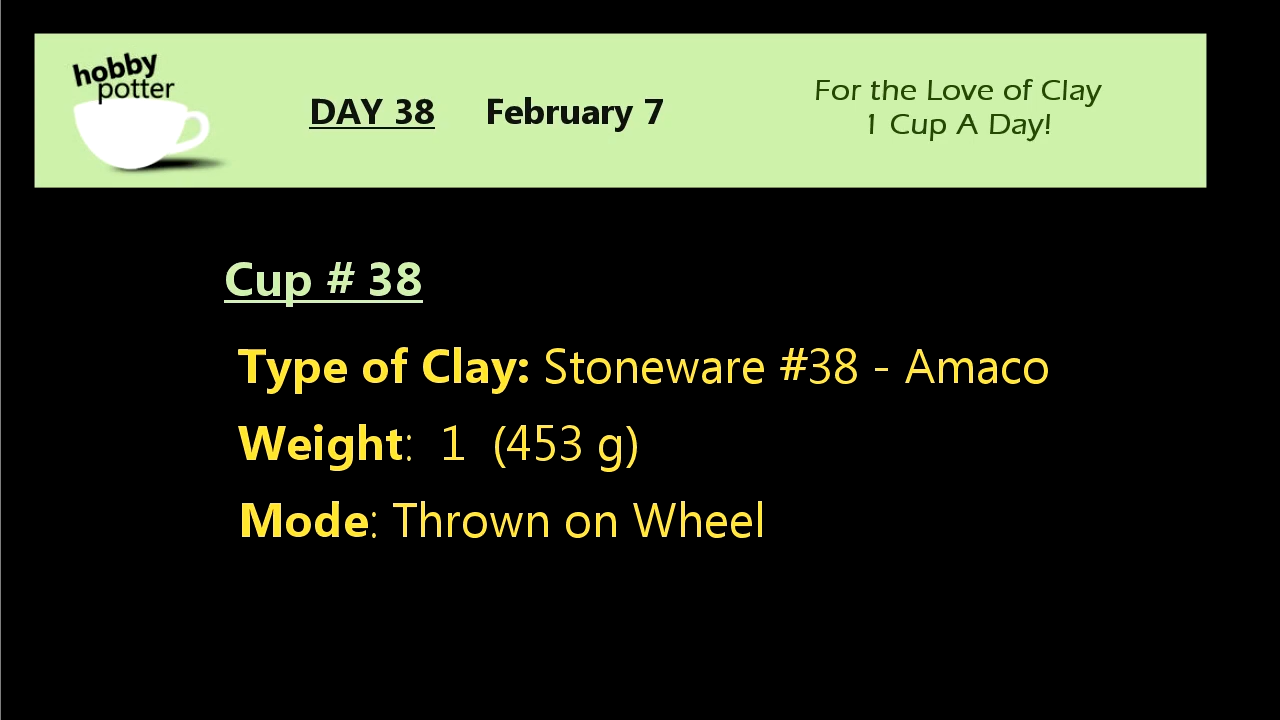 hobby
potter
DAY 38 February 7
For the Love of Clay
1 Cup A Day!
Cup # 38
Type of Clay: Stoneware #38 - Amaco
Weight: 1 (453 g)
Mode: Thrown on Wheel